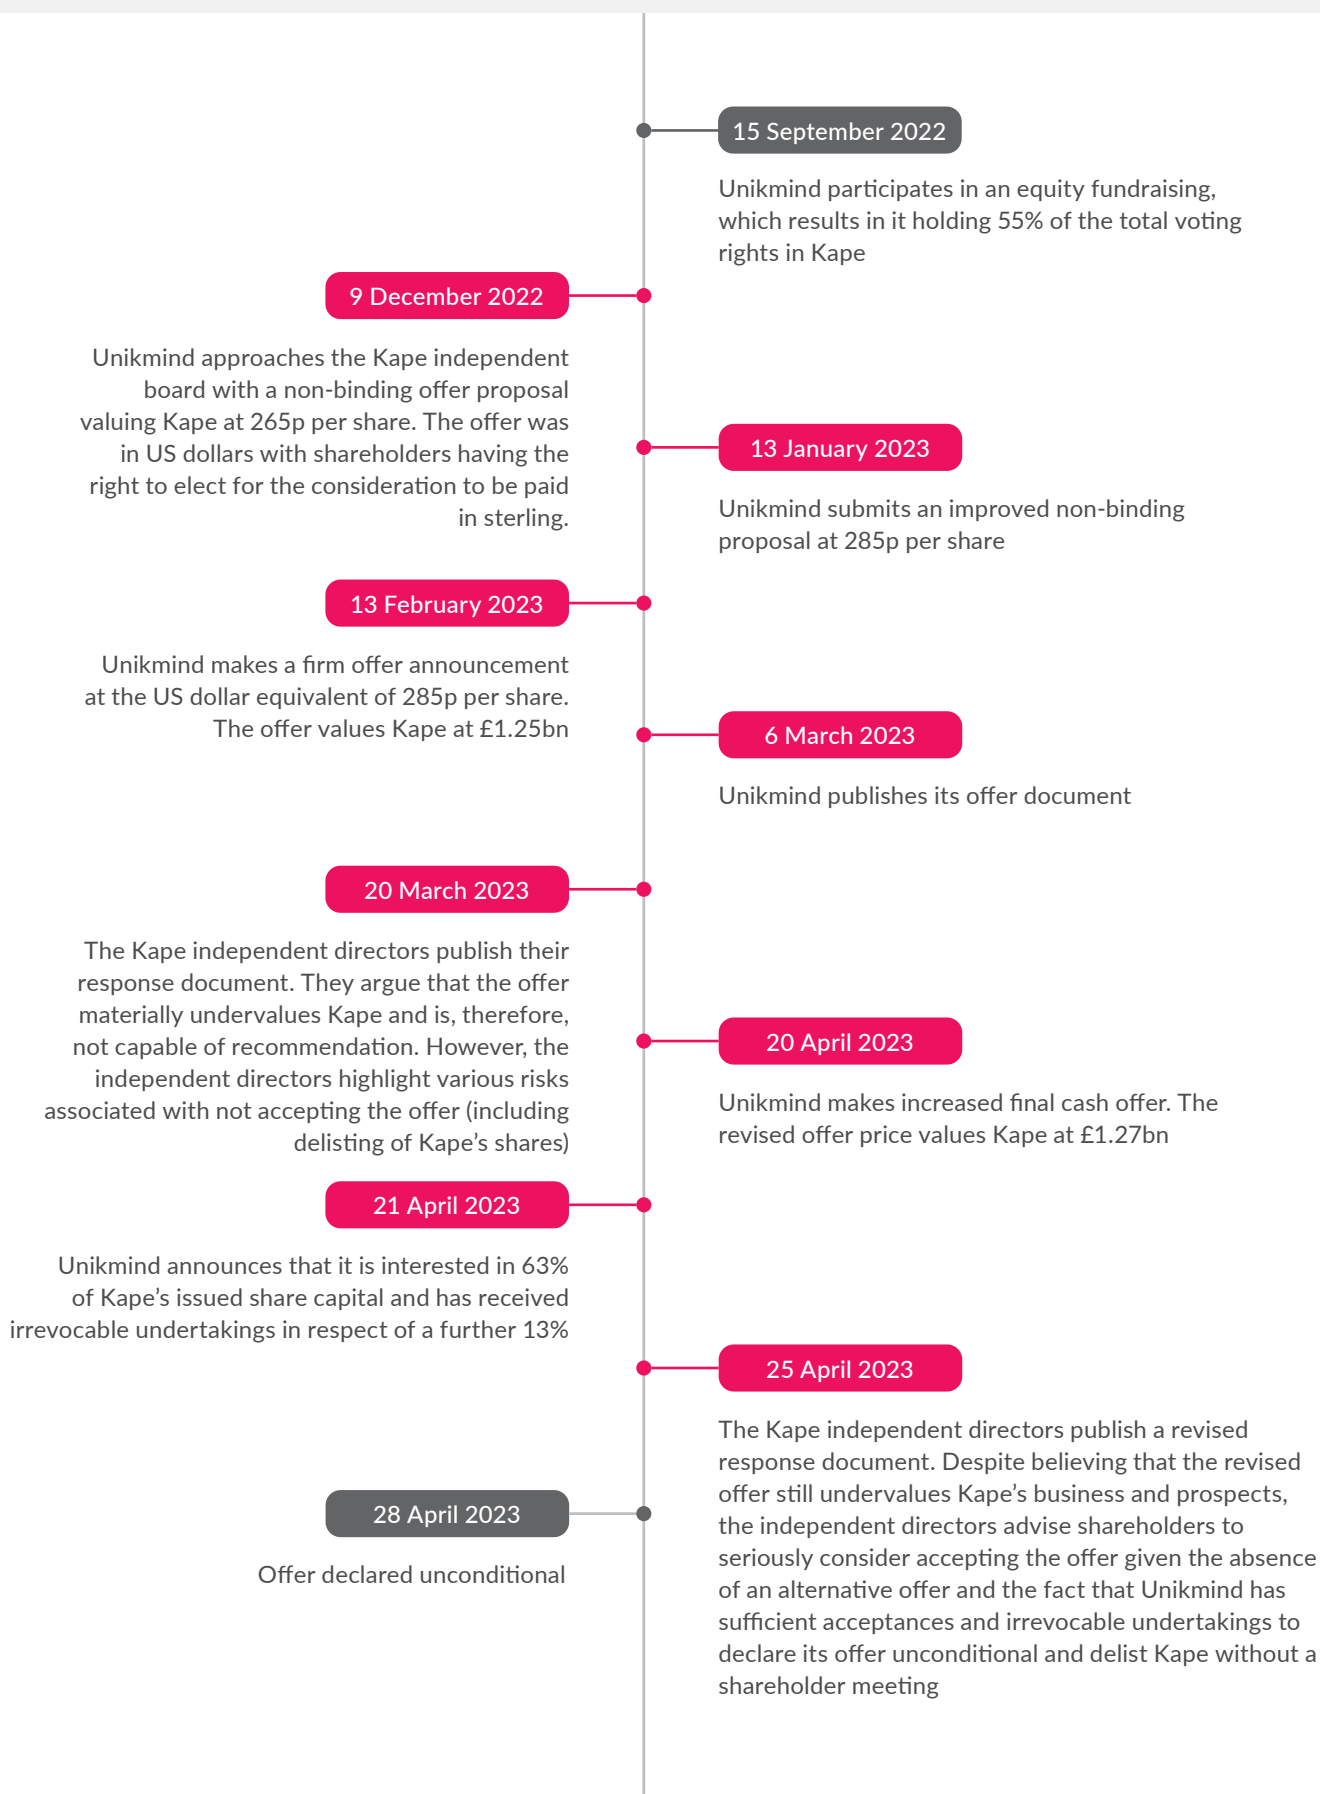 15 September 2022
Unikmind participates in an equity fundraising,
which results in it holding 55% of the total voting
rights in Kape
9 December 2022
Unikmind approaches the Kape independent
board with a non-binding offer proposal
valuing Kape at 265p per share. The offer was
in US dollars with shareholders having the
right to elect for the consideration to be paid
in sterling.
13 January 2023
Unikmind submits an improved non-binding
proposal at 285p per share
13 February 2023
Unikmind makes a firm offer announcement
at the US dollar equivalent of 285p per share.
The offer values Kape at £1.25bn
6 March 2023
Unikmind publishes its offer document
20 March 2023
The Kape independent directors publish their
response document. They argue that the offer
materially undervalues Kape and is, therefore,
not capable of recommendation. However, the
independent directors highlight various risks
associated with not accepting the offer (including
delisting of Kape’s shares)
20 April 2023
Unikmind makes increased final cash offer. The
revised offer price values Kape at £1.27bn
21 April 2023
Unikmind announces that it is interested in 63%
of Kape’s issued share capital and has received
irrevocable undertakings in respect of a further 13%
25 April 2023
The Kape independent directors publish a revised
response document. Despite believing that the revised
offer still undervalues Kape’s business and prospects,
the independent directors advise shareholders to
seriously consider accepting the offer given the absence
of an alternative offer and the fact that Unikmind has
sufficient acceptances and irrevocable undertakings to
declare its offer unconditional and delist Kape without a
shareholder meeting
28 April 2023
Offer declared unconditional